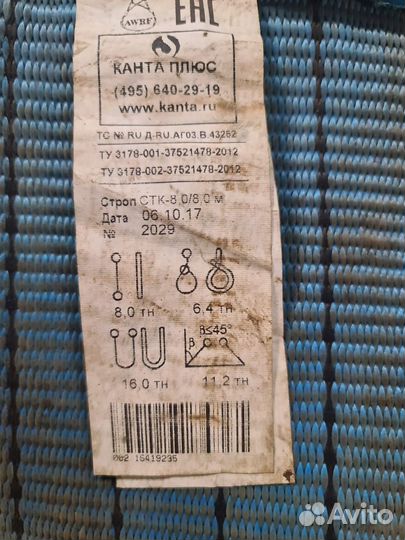 AWRF
EAC
КАНТА ПЛЮС
(495) 640-29-19
www.kanta.ru
ТС № RU Д-RU.АГ03.В.43252
ТУ 3178-001-37521478-2012
ТУ 3178-002-37521478-2012
Строп СТК-8,0/8,0 м
Дата 06.10.17
№ 2029
8,0 тн 6,4 тн
β≤45°
β
16,0 тн 11,2 тн
002 16419235
Avito